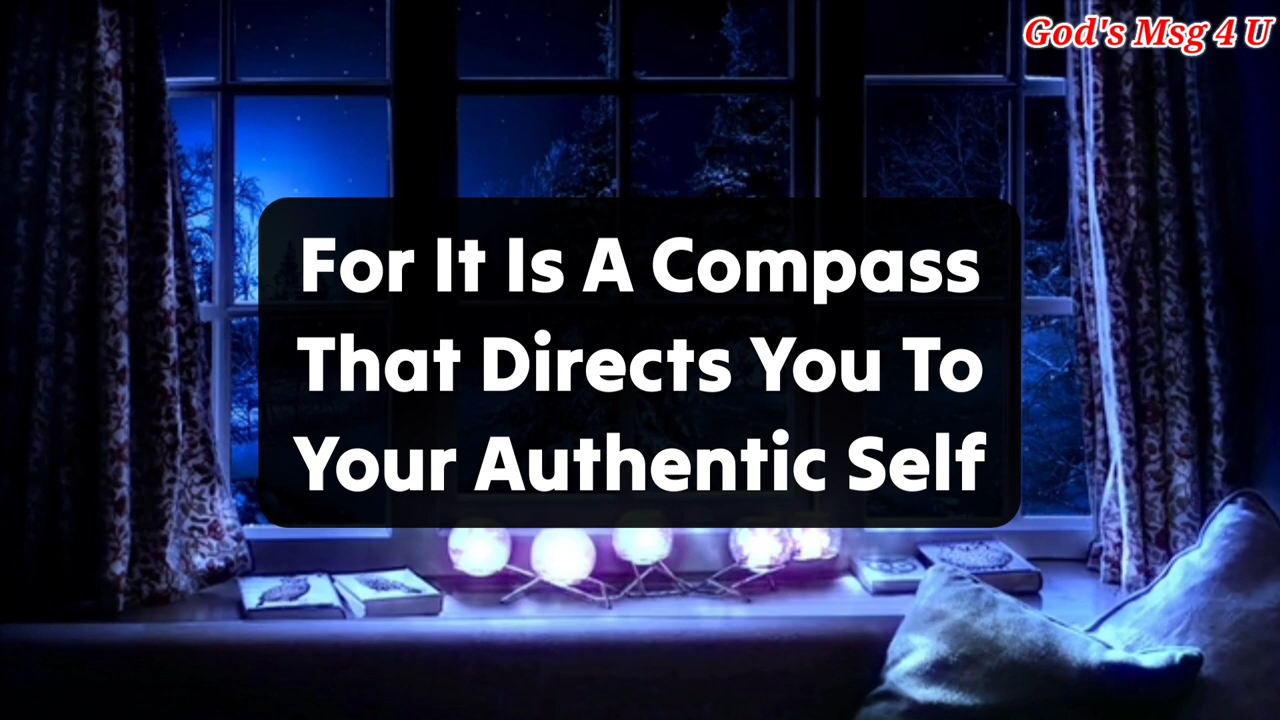 God's Msg 4 U
For It Is A Compass
That Directs You To
Your Authentic Self